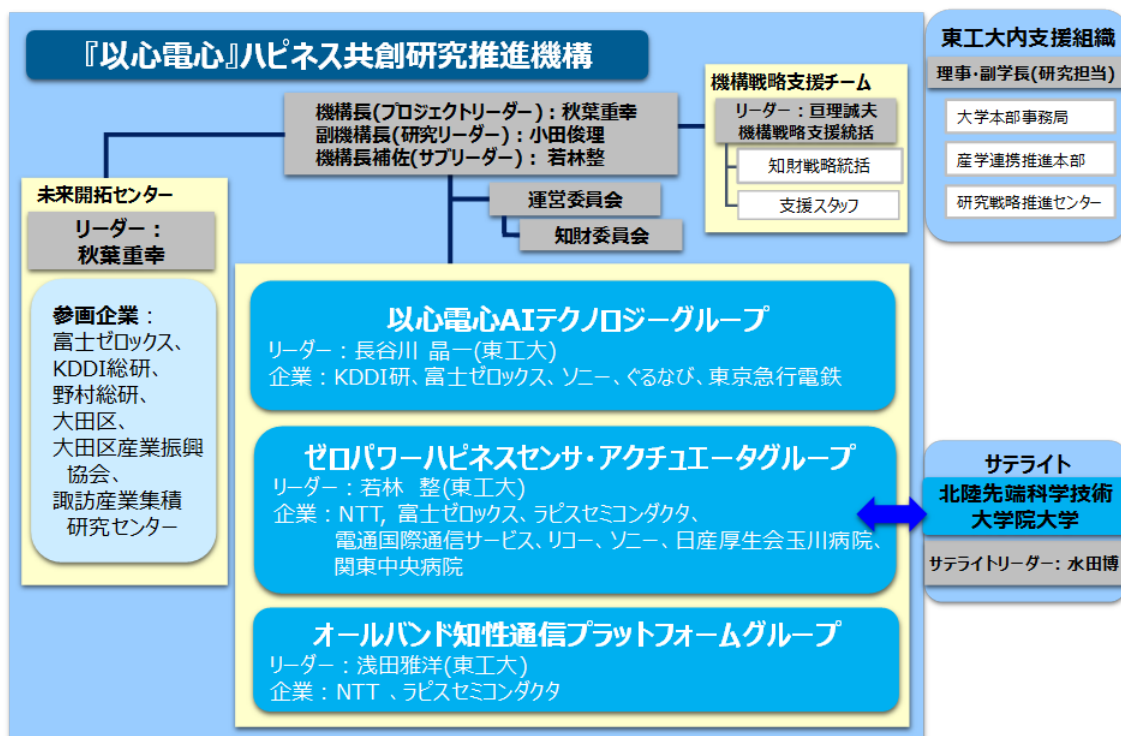 『以心電心』ハピネス共創研究推進機構
機構長(プロジェクトリーダー)：秋葉重幸
副機構長(研究リーダー)：小田俊理
機構長補佐(サブリーダー)： 若林整
運営委員会
知財委員会
機構戦略支援チーム
リーダー：亘理誠夫
機構戦略支援統括
知財戦略統括
支援スタッフ
東工大内支援組織
理事・副学長(研究担当)
大学本部事務局
産学連携推進本部
研究戦略推進センター
未来開拓センター
リーダー：
秋葉重幸
参画企業：
富士ゼロックス、
KDDI総研、
野村総研、
大田区、
大田区産業振興
協会、
諏訪産業集積
研究センター
以心電心AIテクノロジーグループ
リーダー：長谷川 晶一(東工大)
企業：KDDI研、富士ゼロックス、ソニー、ぐるなび、東京急行電鉄
ゼロパワーハピネスセンサ・アクチュエータグループ
リーダー：若林 整(東工大)
企業：NTT, 富士ゼロックス、ラピスセミコンダクタ、
電通国際通信サービス、リコー、ソニー、日産厚生会玉川病院、
関東中央病院
オールバンド知性通信プラットフォームグループ
リーダー：浅田雅洋(東工大)
企業：NTT 、ラピスセミコンダクタ
サテライト
北陸先端科学技術
大学院大学
サテライトリーダー: 水田博